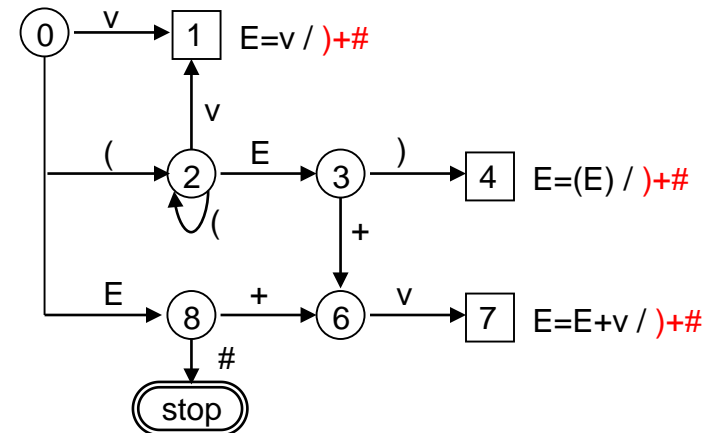 v
0 1 E=v / )+#
v
( E )
2 3 4 E=(E) / )+#
( +
E + v
8 6 7 E=E+v / )+#
#
stop